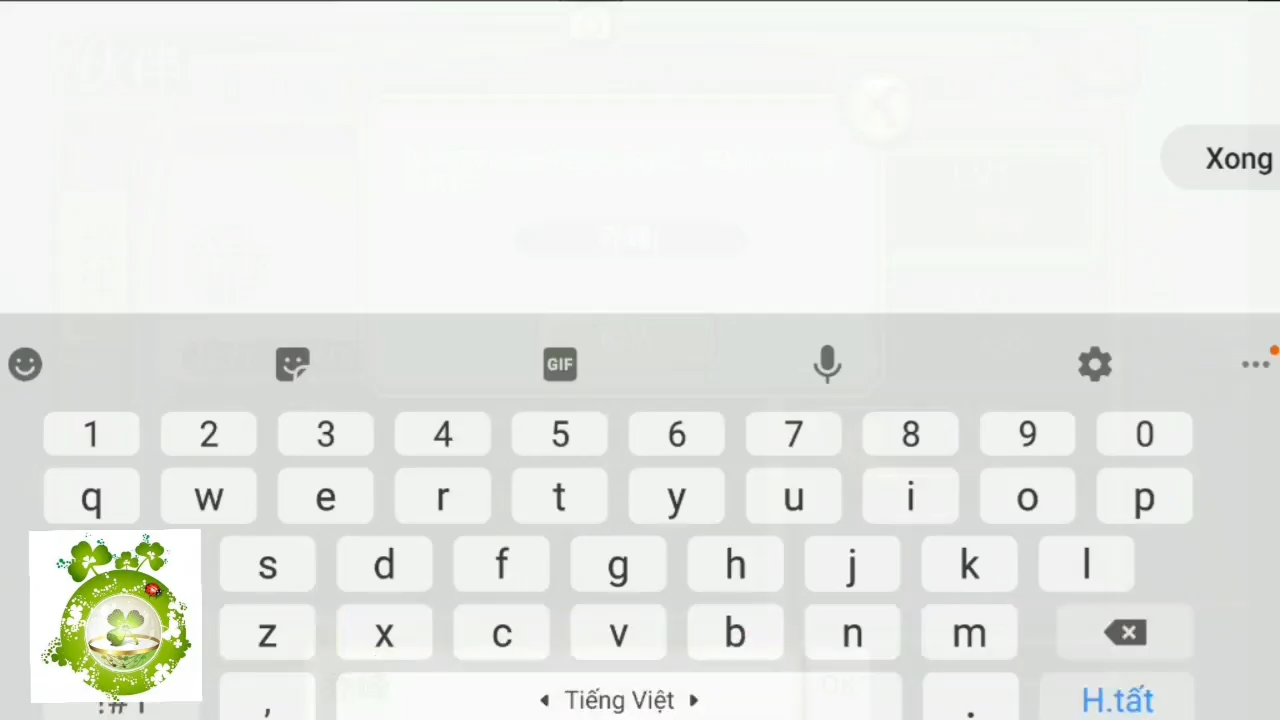 Xong
GIF
1 2 3 4 5 6 7 8 9 0
q w e r t y u i o p
s d f g h j k l
z x c v b n m
, Tiếng Việt . H.tất